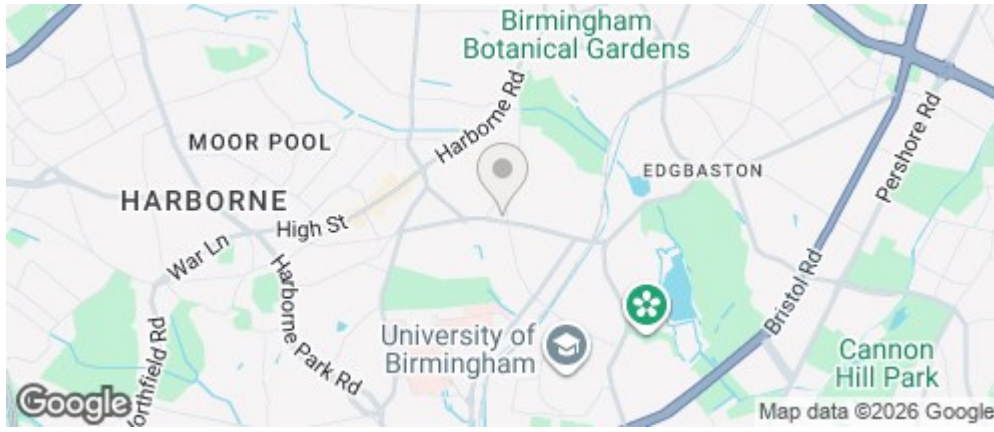 Birmingham
Botanical Gardens
Harborne Rd
MOOR POOL
EDGBASTON
Pershore Rd
HARBORNE
High St
War Ln
Harborne Park Rd
Bristol Rd
Northfield Rd
University of
Birmingham
Cannon
Hill Park
Google
Map data ©2026 Google